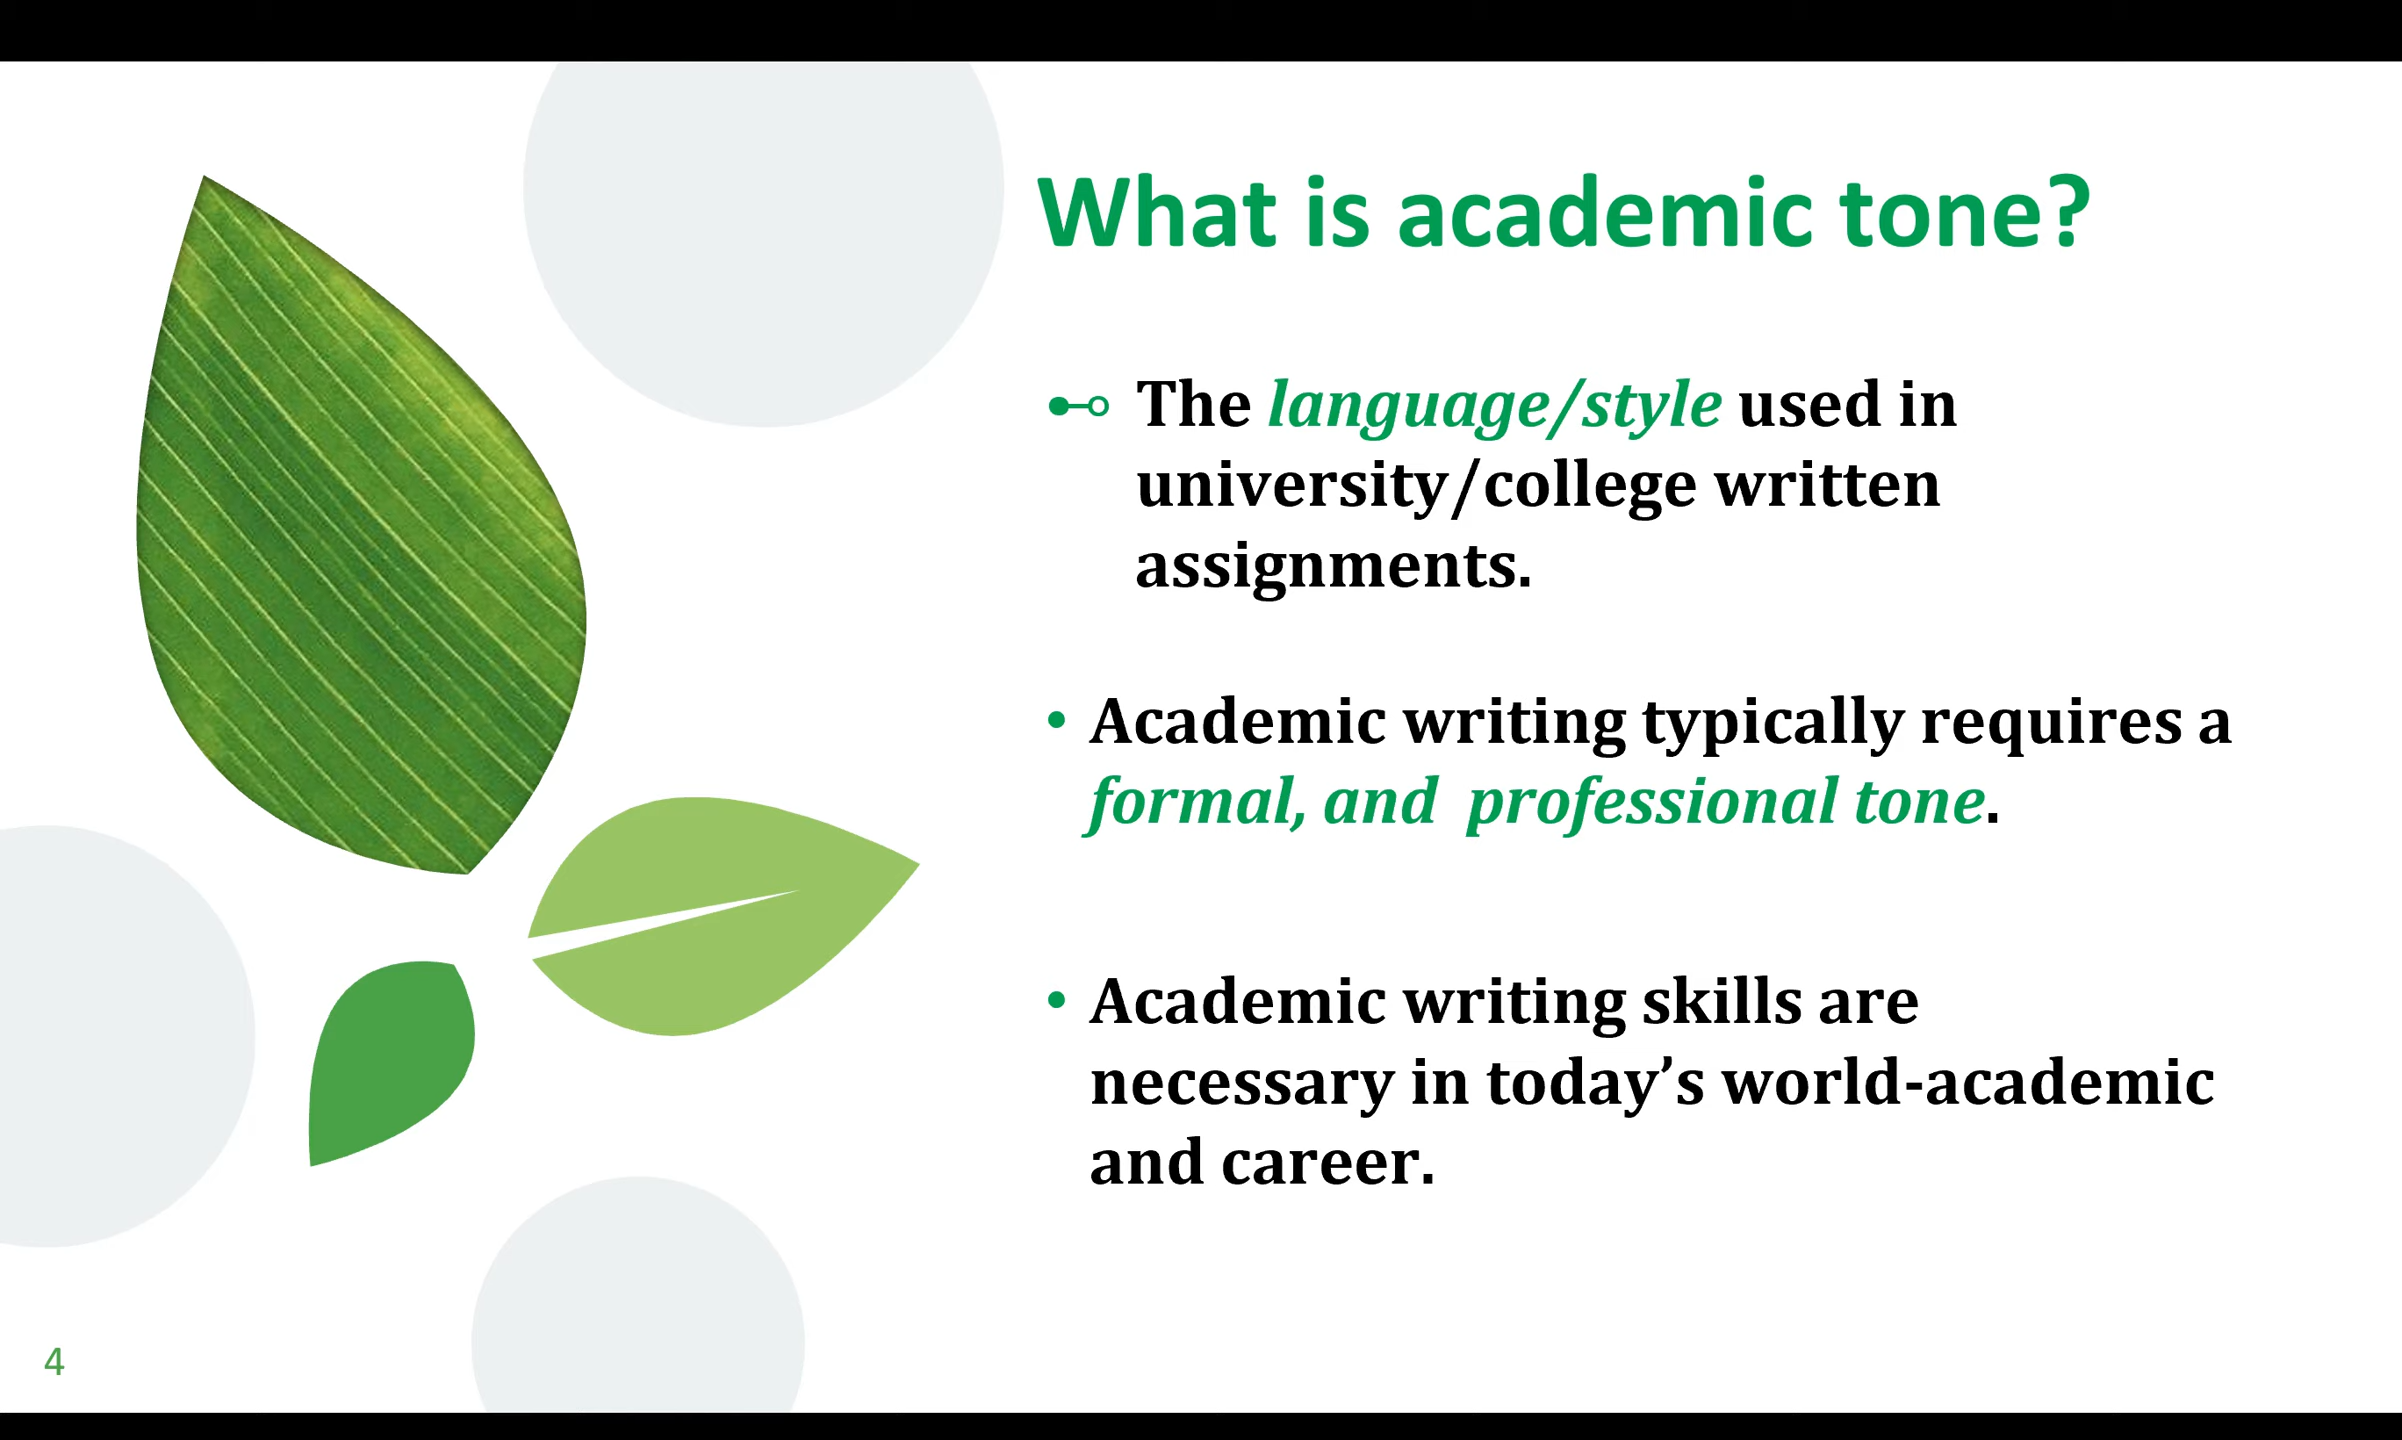 What is academic tone?
The language/style used in
university/college written
assignments.
• Academic writing typically requires a
formal, and  professional tone.
• Academic writing skills are
necessary in today’s world-academic
and career.
4